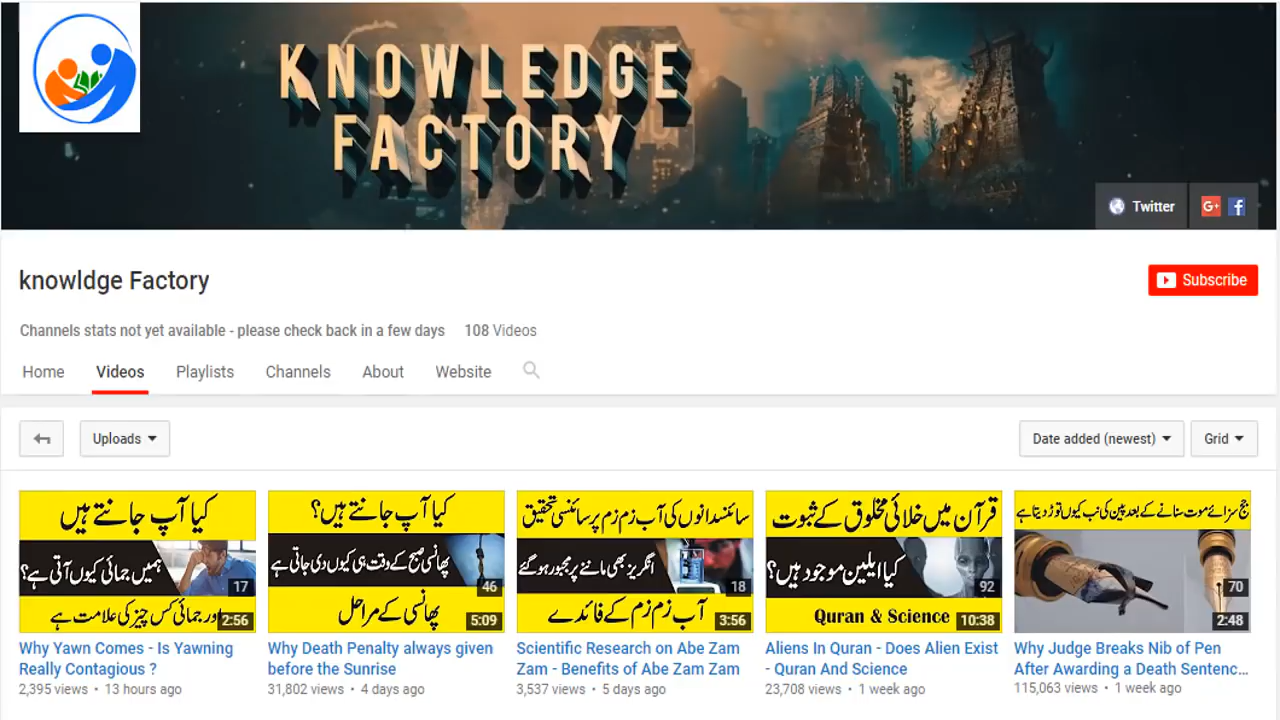 KNOWLEDGE
FACTORY
Twitter
G+ f
knowldge Factory
Subscribe
Channels stats not yet available - please check back in a few days 108 Videos
Home Videos Playlists Channels About Website
Uploads
Date added (newest) Grid
کیا آپ جانتے ہیں
ہمیں جمائی کیوں آتی ہے؟
17
اور جمائی کس چیز کی علامت ہے
2:56
Why Yawn Comes - Is Yawning
Really Contagious ?
2,395 views • 13 hours ago
کیا آپ جانتے ہیں؟
پھانسی صبح کے وقت ہی کیوں دی جاتی ہے
46
پھانسی کے مراحل
5:09
Why Death Penalty always given
before the Sunrise
31,802 views • 4 days ago
سائنسدانوں کی آب زم زم پر سائنسی تحقیق
انگریز بھی ماننے پر مجبور ہو گئے
18
آب زم زم کے فائدے
3:56
Scientific Research on Abe Zam
Zam - Benefits of Abe Zam Zam
3,537 views • 5 days ago
قرآن میں خلائی مخلوق کے ثبوت
کیا ایلین موجود ہیں؟
92
Quran & Science
10:38
Aliens In Quran - Does Alien Exist
- Quran And Science
23,708 views • 1 week ago
جج سزائے موت سنانے کے بعد پین کی نب کیوں توڑ دیتا ہے
70
2:48
Why Judge Breaks Nib of Pen
After Awarding a Death Sentenc...
115,063 views • 1 week ago